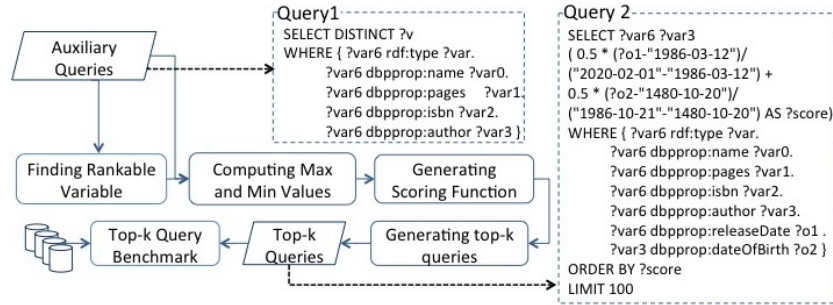 Auxiliary
Queries
Query1
SELECT DISTINCT ?v
WHERE { ?var6 rdf:type ?var.
?var6 dbpprop:name ?var0.
?var6 dbpprop:pages ?var1.
?var6 dbpprop:isbn ?var2.
?var6 dbpprop:author ?var3 }
Finding Rankable
Variable
Computing Max
and Min Values
Generating
Scoring Function
Top-k Query
Benchmark
Top-k
Queries
Generating top-k
queries
Query 2
SELECT ?var6 ?var3
( 0.5 * (?o1-"1986-03-12")/
("2020-02-01"-"1986-03-12") +
0.5 * (?o2-"1480-10-20")/
("1986-10-21"-"1480-10-20") AS ?score)
WHERE { ?var6 rdf:type ?var.
?var6 dbpprop:name ?var0.
?var6 dbpprop:pages ?var1.
?var6 dbpprop:isbn ?var2.
?var6 dbpprop:author ?var3.
?var6 dbpprop:releaseDate ?o1 .
?var3 dbpprop:dateOfBirth ?o2 }
ORDER BY ?score
LIMIT 100